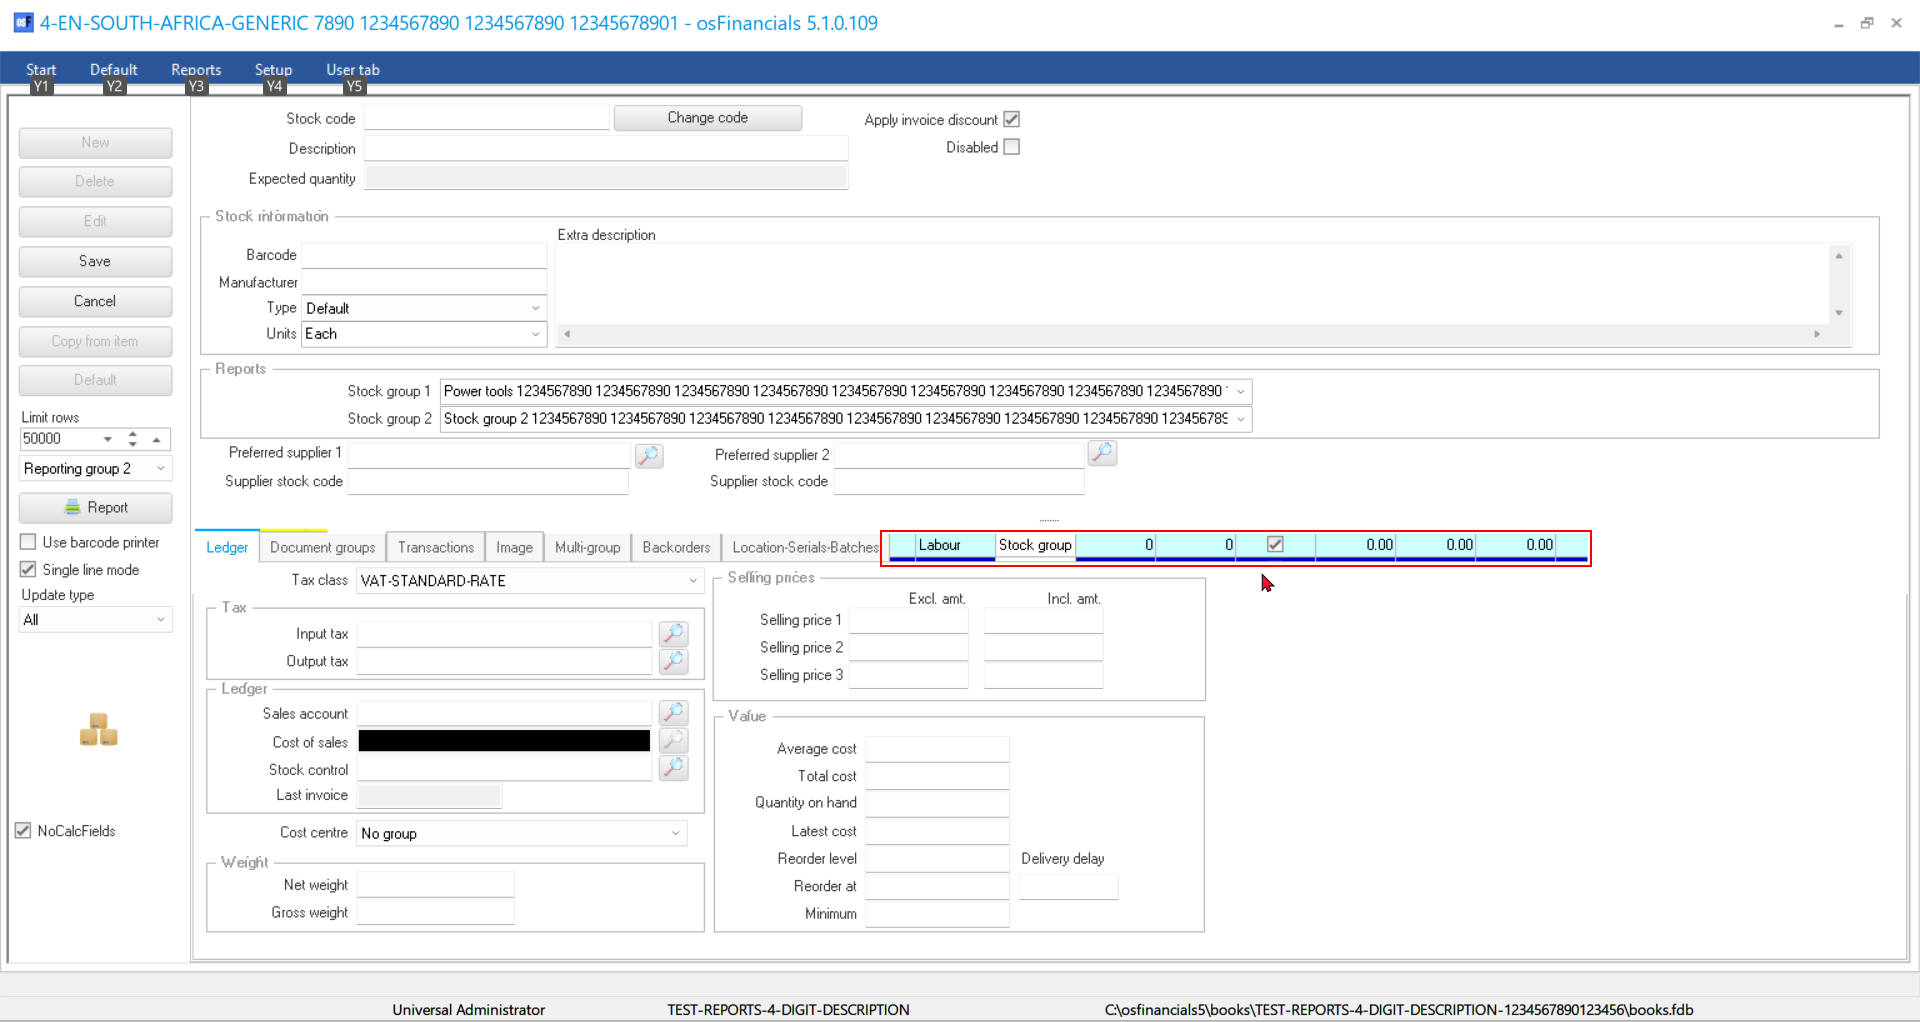 4-EN-SOUTH-AFRICA-GENERIC 7890 1234567890 1234567890 12345678901 - osFinancials 5.1.0.109
Start Default Reports Setup User tab
Y1 Y2 Y3 Y4 Y5
Stock code Change code Apply invoice discount
Description Disabled
Expected quantity
New
Delete
Edit
Save
Cancel
Copy from item
Default
Limit rows
50000
Reporting group 2
Report
Use barcode printer
Single line mode
Update type
All
NoCalcFields
Stock information
Extra description
Barcode
Manufacturer
Type Default
Units Each
Reports
Stock group 1 Power tools 1234567890 1234567890 1234567890 1234567890 1234567890 1234567890 1234567890 1234567890 1234567890
Stock group 2 Stock group 2 1234567890 1234567890 1234567890 1234567890 1234567890 1234567890 1234567890 1234567890
Preferred supplier 1 Preferred supplier 2
Supplier stock code Supplier stock code
Ledger Document groups Transactions Image Multi-group Backorders Location-Serials-Batches Labour Stock group 0 0 0.00 0.00 0.00
Tax class VAT-STANDARD-RATE
Tax
Input tax
Output tax
Ledger
Sales account
Cost of sales
Stock control
Last invoice
Cost centre No group
Weight
Net weight
Gross weight
Selling prices
Excl. amt. Incl. amt.
Selling price 1
Selling price 2
Selling price 3
Value
Average cost
Total cost
Quantity on hand
Latest cost
Reorder level Delivery delay
Reorder at
Minimum
Universal Administrator TEST-REPORTS-4-DIGIT-DESCRIPTION C:\osfinancials5\books\TEST-REPORTS-4-DIGIT-DESCRIPTION-1234567890123456\books.fdb